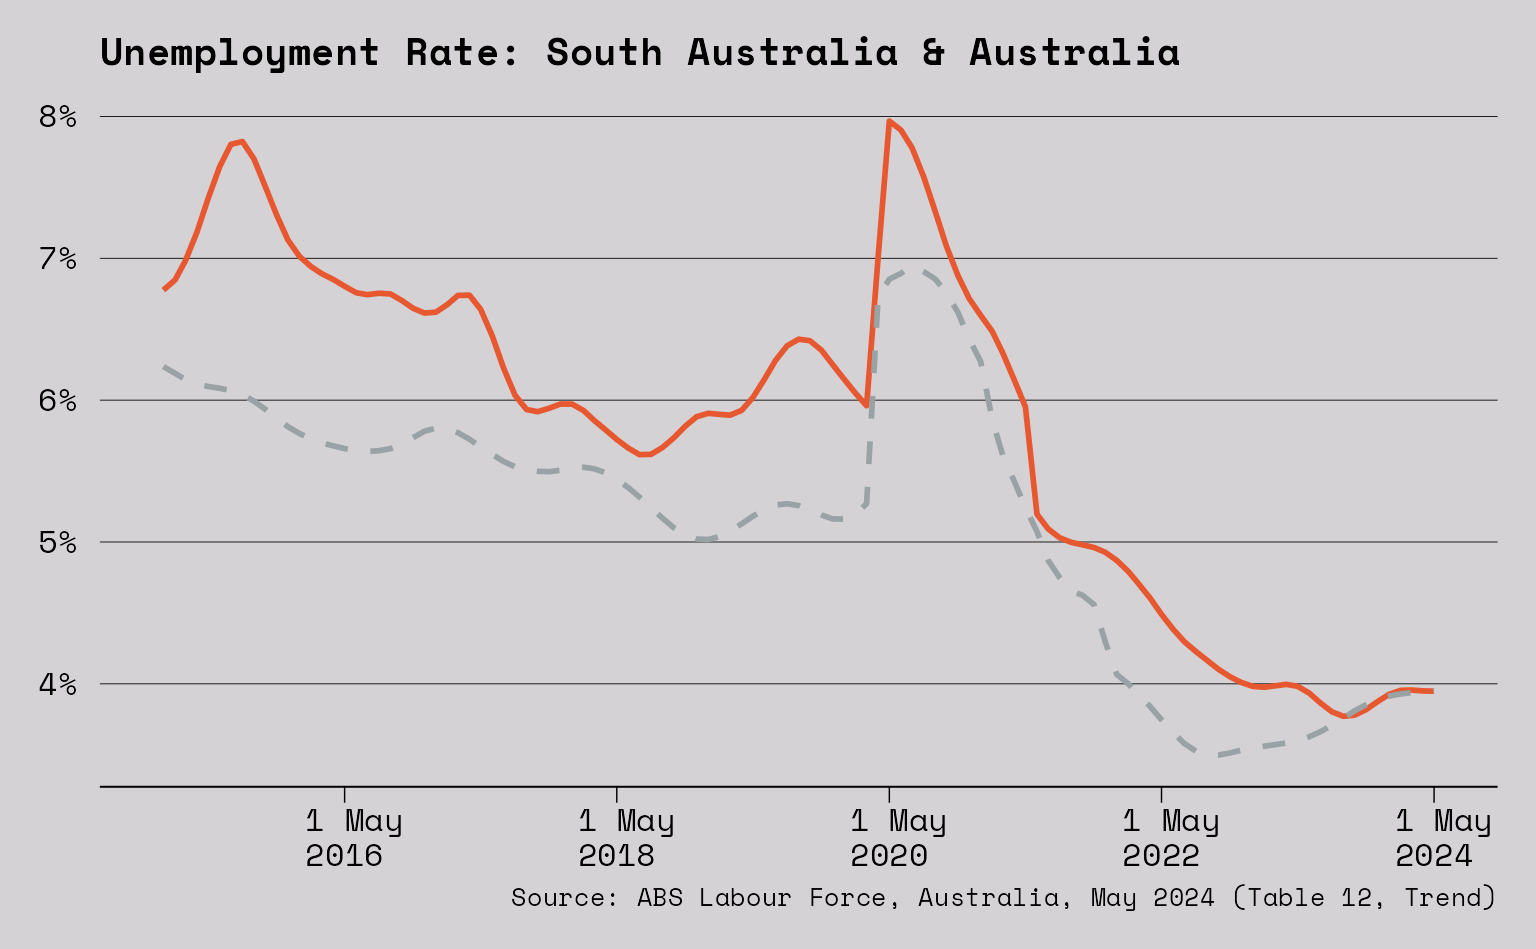 Unemployment Rate: South Australia & Australia
8%
7%
6%
5%
4%
1 May 2016
1 May 2018
1 May 2020
1 May 2022
1 May 2024
Source: ABS Labour Force, Australia, May 2024 (Table 12, Trend)